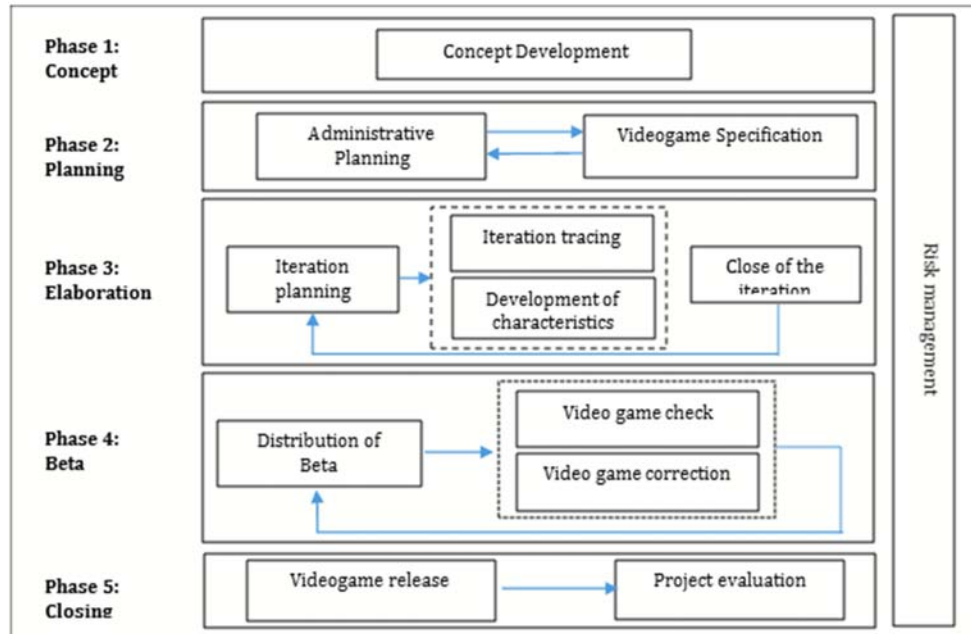 Phase 1:
Concept
Concept Development
Phase 2:
Planning
Administrative
Planning
Videogame Specification
Phase 3:
Elaboration
Iteration
planning
Iteration tracing
Development of
characteristics
Close of the
iteration
Phase 4:
Beta
Distribution of
Beta
Video game check
Video game correction
Phase 5:
Closing
Videogame release
Project evaluation
Risk management